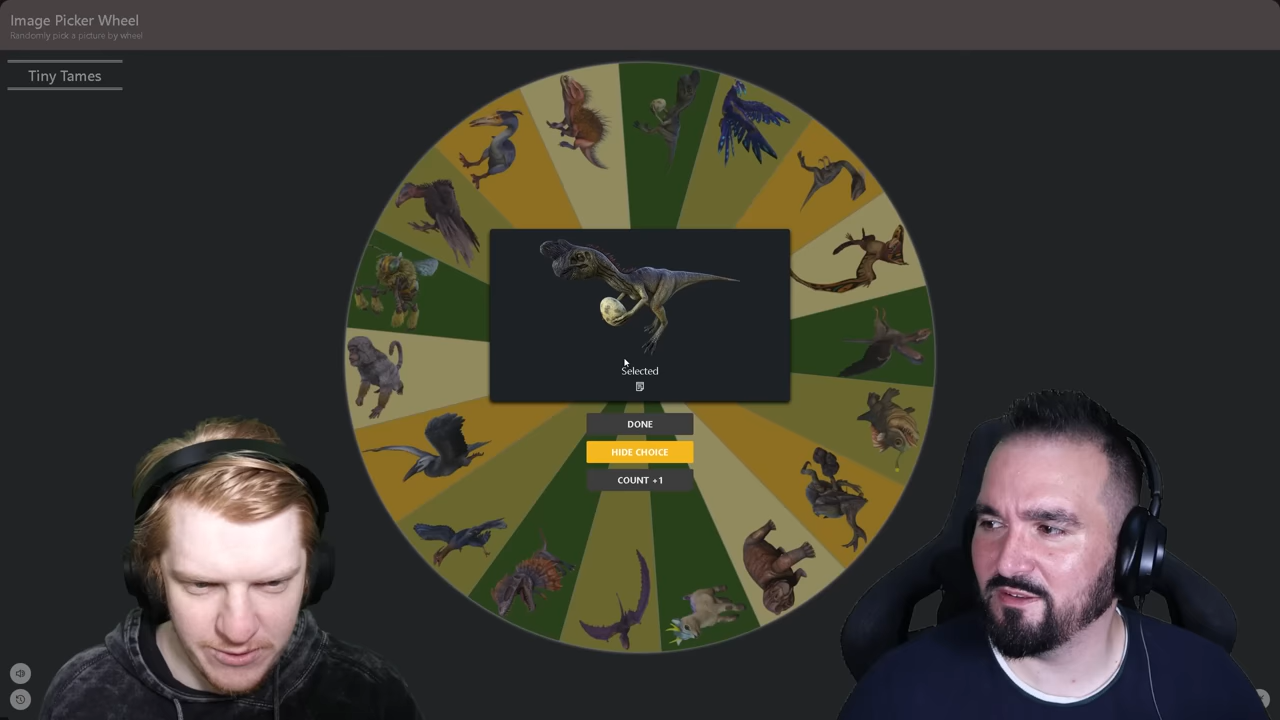 Image Picker Wheel
Randomly pick a picture by wheel
Tiny Tames
Selected
DONE
HIDE CHOICE
COUNT +1